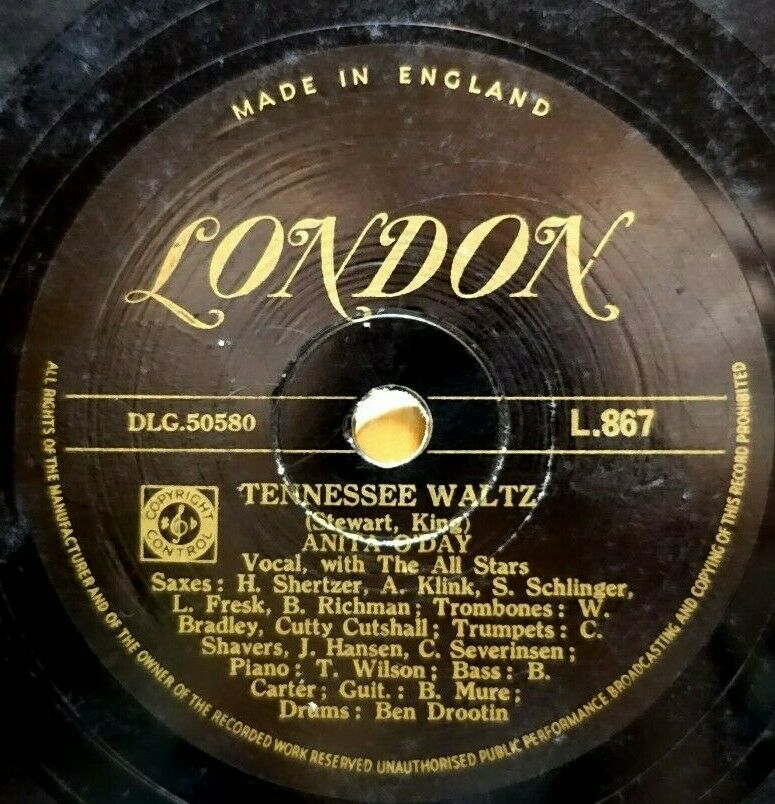 MADE IN ENGLAND
LONDON
DLG.50580
L.867
COPYRIGHT CONTROL
TENNESSEE WALTZ
(Stewart, King)
ANITA O'DAY
Vocal, with The All Stars
Saxes: H. Shertzer, A. Klink, S. Schlinger,
L. Fresk, B. Richman; Trombones: W.
Bradley, Cutty Cutshall; Trumpets: C.
Shavers, J. Hansen, C. Severinsen;
Piano: T. Wilson; Bass: B.
Carter; Guit.: B. Mure;
Drums: Ben Drootin
ALL RIGHTS OF THE MANUFACTURER AND OF THE OWNER OF THE RECORDED WORK RESERVED UNAUTHORISED PUBLIC PERFORMANCE BROADCASTING AND COPYING OF THIS RECORD PROHIBITED